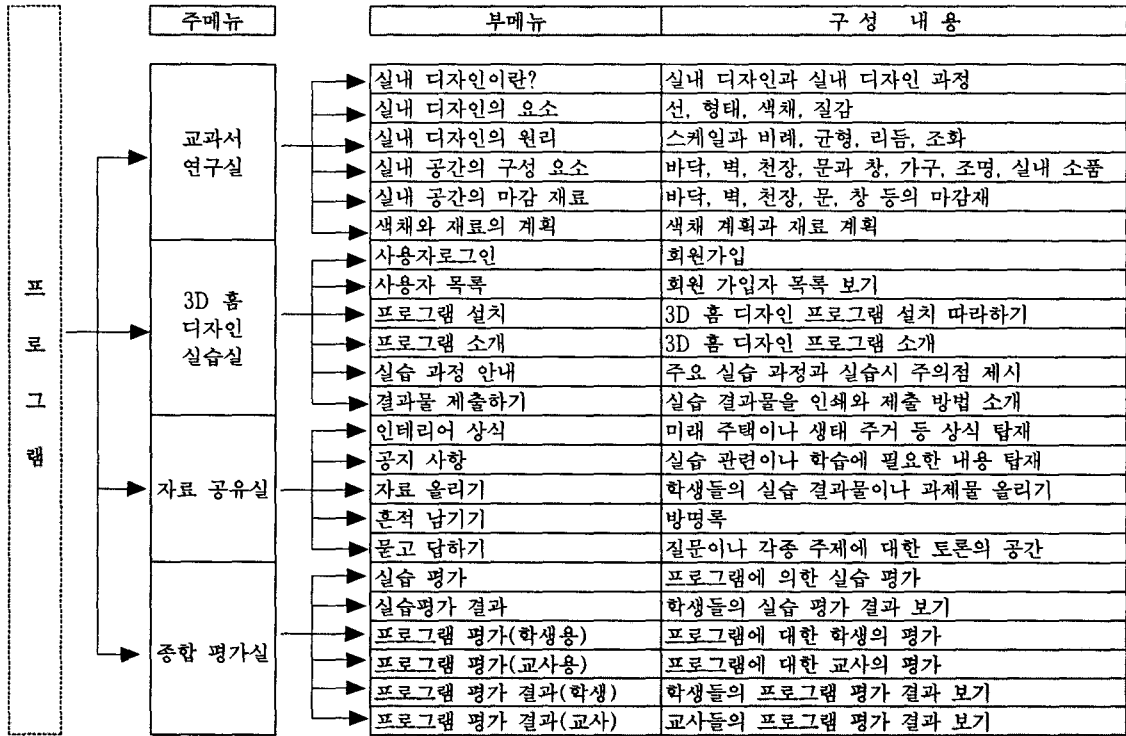 주메뉴 부메뉴 구성 내용
프로그램
교과서
연구실
실내 디자인이란? 실내 디자인과 실내 디자인 과정
실내 디자인의 요소 선, 형태, 색채, 질감
실내 디자인의 원리 스케일과 비례, 균형, 리듬, 조화
실내 공간의 구성 요소 바닥, 벽, 천장, 문과 창, 가구, 조명, 실내 소품
실내 공간의 마감 재료 바닥, 벽, 천장, 문, 창 등의 마감재
색채와 재료의 계획 색채 계획과 재료 계획
3D 홈
디자인
실습실
사용자로그인 회원가입
사용자 목록 회원 가입자 목록 보기
프로그램 설치 3D 홈 디자인 프로그램 설치 따라하기
프로그램 소개 3D 홈 디자인 프로그램 소개
실습 과정 안내 주요 실습 과정과 실습시 주의점 제시
결과물 제출하기 실습 결과물을 인쇄와 제출 방법 소개
자료 공유실
인테리어 상식 미래 주택이나 생태 주거 등 상식 탑재
공지 사항 실습 관련이나 학습에 필요한 내용 탑재
자료 올리기 학생들의 실습 결과물이나 과제물 올리기
흔적 남기기 방명록
묻고 답하기 질문이나 각종 주제에 대한 토론의 공간
종합 평가실
실습 평가 프로그램에 의한 실습 평가
실습평가 결과 학생들의 실습 평가 결과 보기
프로그램 평가(학생용) 프로그램에 대한 학생의 평가
프로그램 평가(교사용) 프로그램에 대한 교사의 평가
프로그램 평가 결과(학생) 학생들의 프로그램 평가 결과 보기
프로그램 평가 결과(교사) 교사들의 프로그램 평가 결과 보기